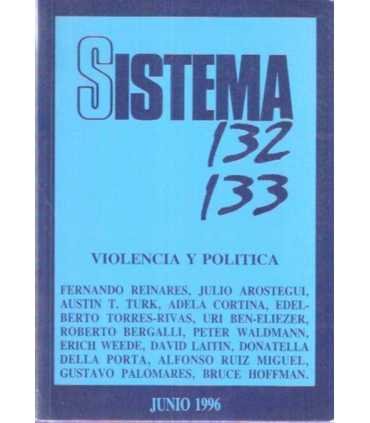 SISTEMA
132
133
VIOLENCIA Y POLITICA
FERNANDO REINARES, JULIO AROSTEGUI,
AUSTIN T. TURK, ADELA CORTINA, EDEL-
BERTO TORRES-RIVAS, URI BEN-ELIEZER,
ROBERTO BERGALLI, PETER WALDMANN,
ERICH WEEDE, DAVID LAITIN, DONATELLA
DELLA PORTA, ALFONSO RUIZ MIGUEL,
GUSTAVO PALOMARES, BRUCE HOFFMAN.
JUNIO 1996